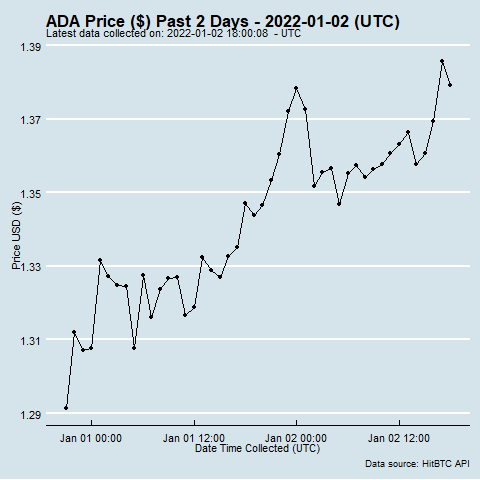 ADA Price ($) Past 2 Days - 2022-01-02 (UTC)
Latest data collected on: 2022-01-02 18:00:08 - UTC
1.39
1.37
1.35
1.33
1.31
1.29
Price USD ($)
Jan 01 00:00 Jan 01 12:00 Jan 02 00:00 Jan 02 12:00
Date Time Collected (UTC)
Data source: HitBTC API